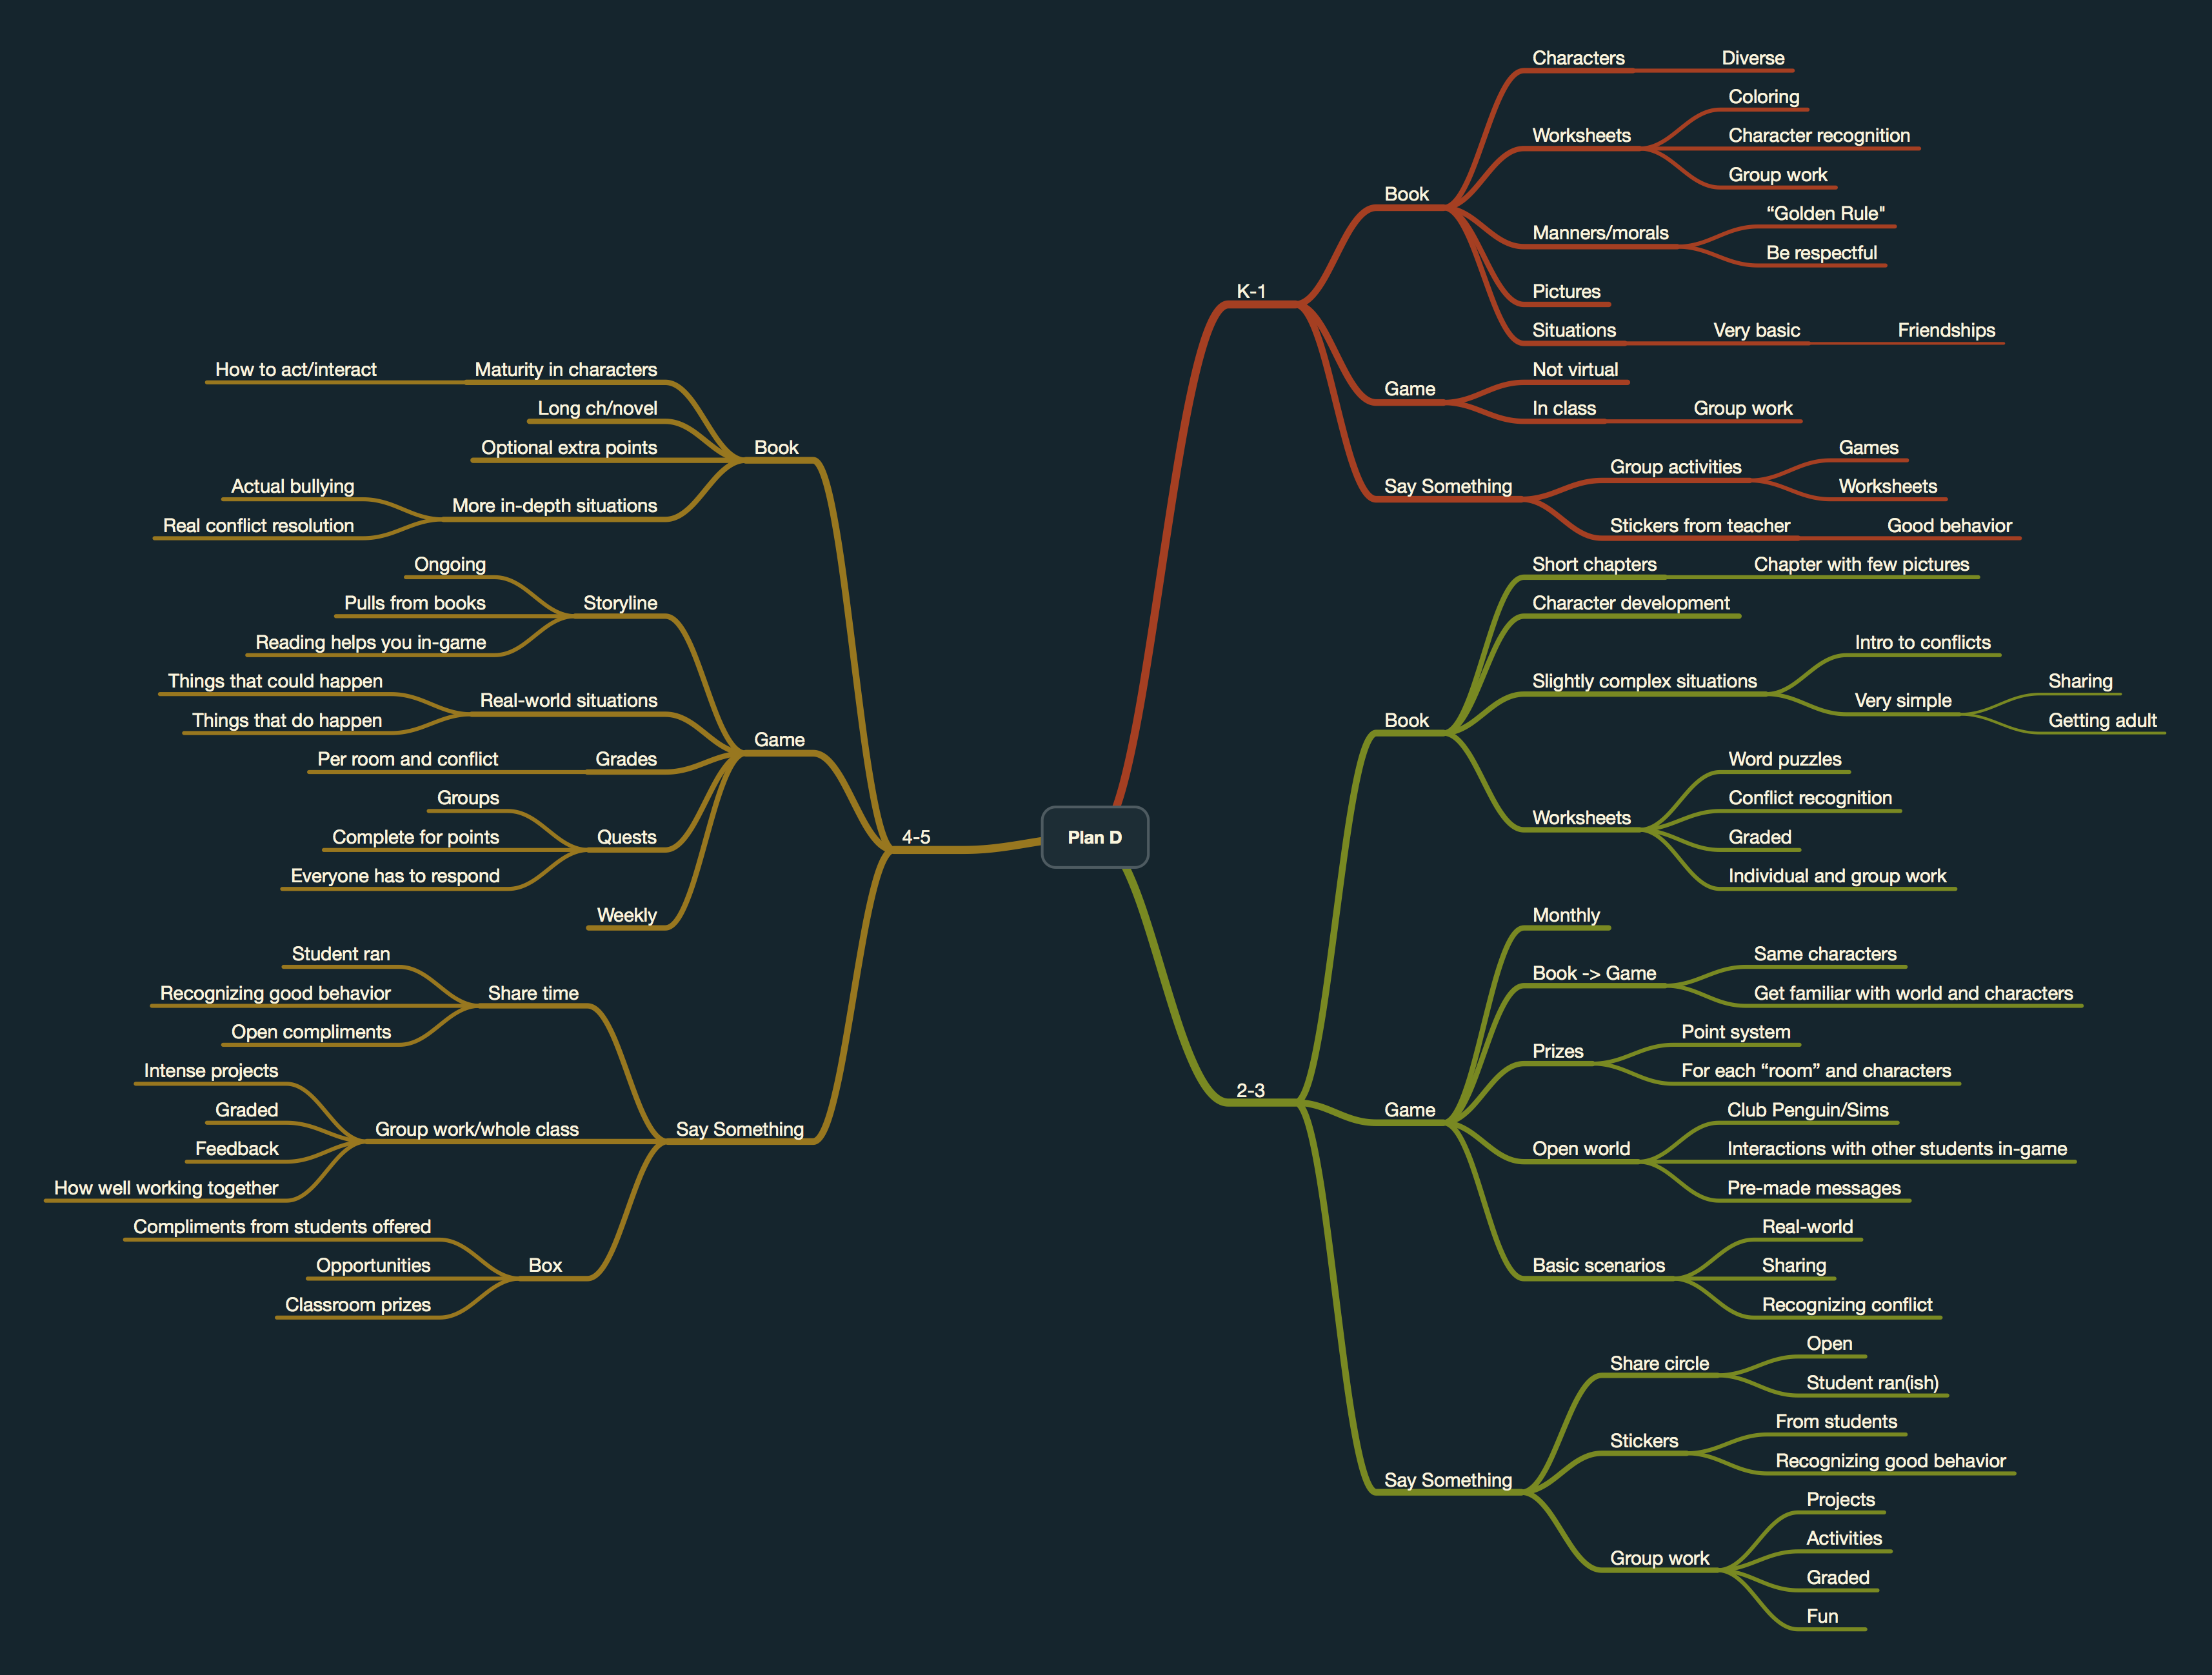 Plan D
K-1
Book
Characters
Diverse
Worksheets
Coloring
Character recognition
Group work
Manners/morals
“Golden Rule"
Be respectful
Pictures
Situations
Very basic
Friendships
Game
Not virtual
In class
Group work
Say Something
Group activities
Games
Worksheets
Stickers from teacher
Good behavior
2-3
Book
Short chapters
Chapter with few pictures
Character development
Slightly complex situations
Intro to conflicts
Very simple
Sharing
Getting adult
Worksheets
Word puzzles
Conflict recognition
Graded
Individual and group work
Game
Monthly
Book -> Game
Same characters
Get familiar with world and characters
Prizes
Point system
For each “room” and characters
Open world
Club Penguin/Sims
Interactions with other students in-game
Pre-made messages
Basic scenarios
Real-world
Sharing
Recognizing conflict
Say Something
Share circle
Open
Student ran(ish)
Stickers
From students
Recognizing good behavior
Group work
Projects
Activities
Graded
Fun
4-5
Book
Maturity in characters
How to act/interact
Long ch/novel
Optional extra points
More in-depth situations
Actual bullying
Real conflict resolution
Game
Storyline
Ongoing
Pulls from books
Reading helps you in-game
Real-world situations
Things that could happen
Things that do happen
Grades
Per room and conflict
Quests
Groups
Complete for points
Everyone has to respond
Weekly
Say Something
Share time
Student ran
Recognizing good behavior
Open compliments
Group work/whole class
Intense projects
Graded
Feedback
How well working together
Box
Compliments from students offered
Opportunities
Classroom prizes